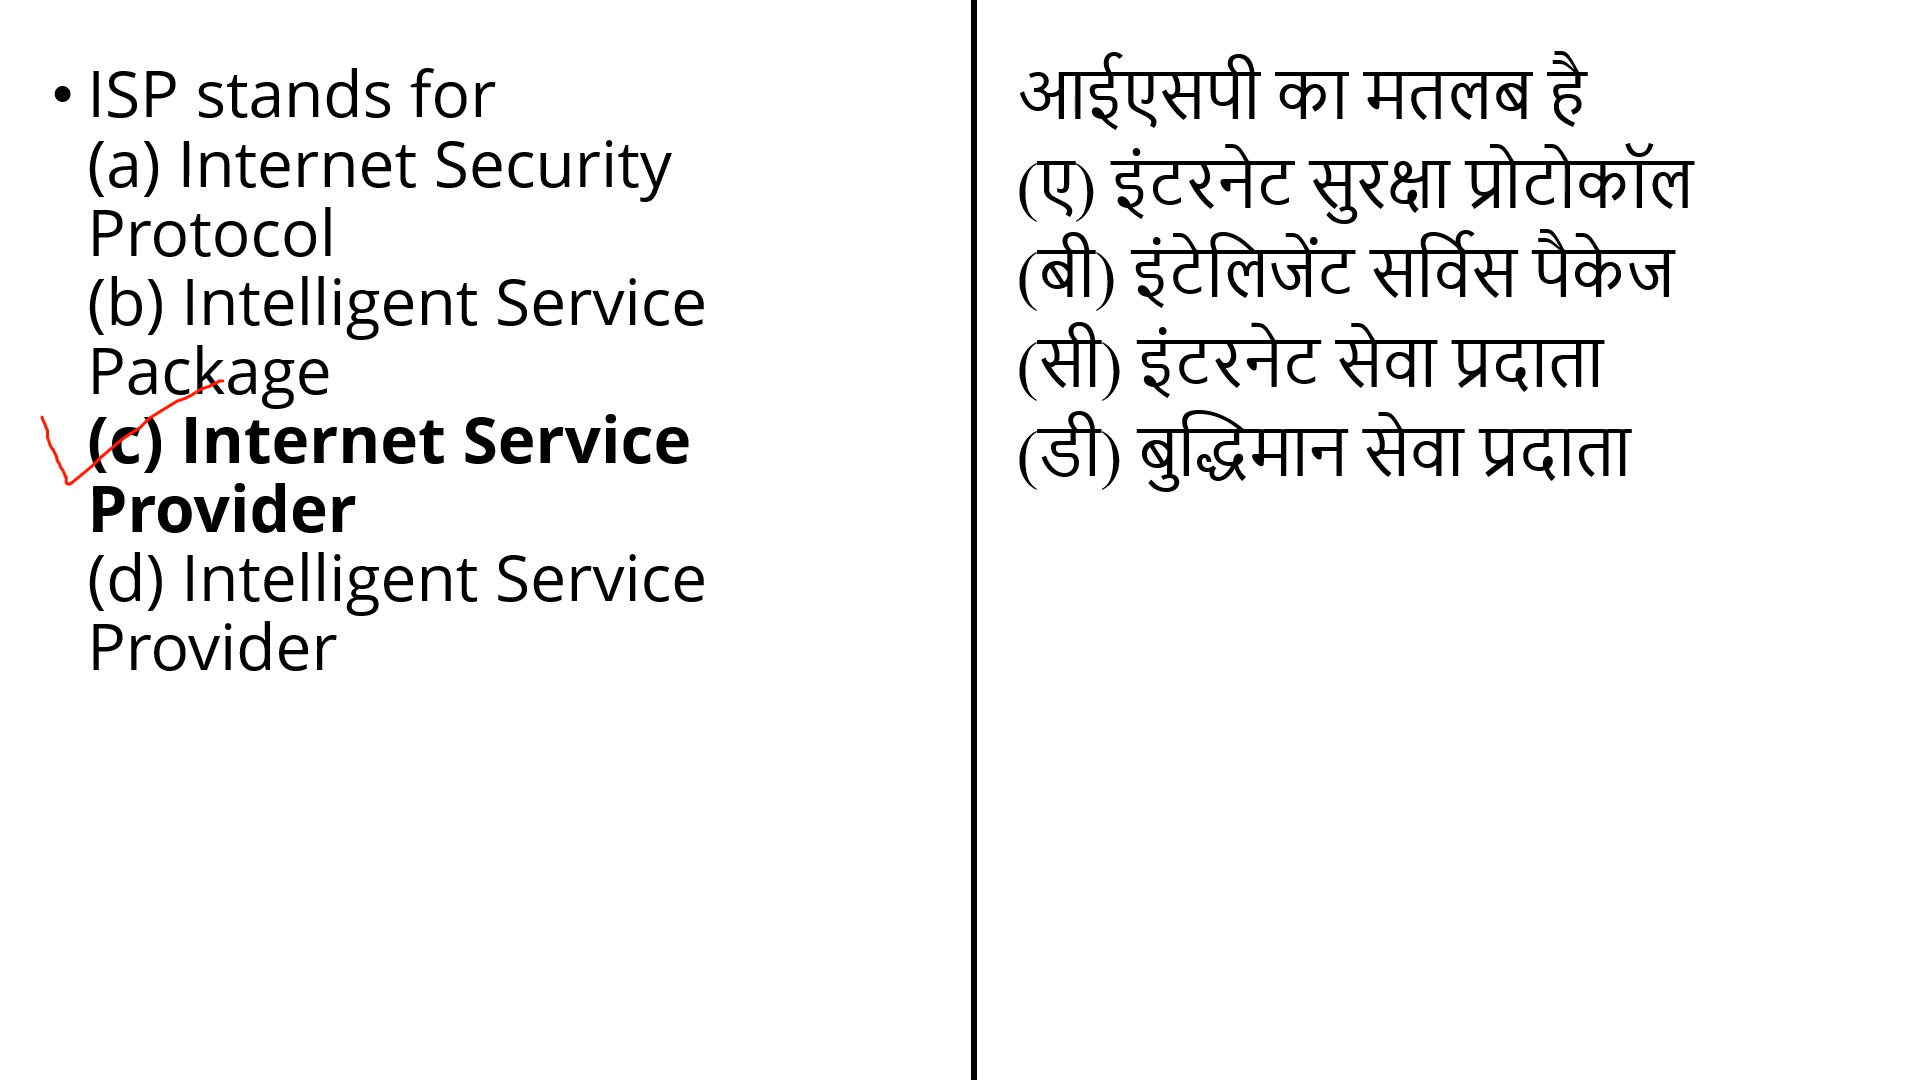 • ISP stands for
(a) Internet Security
Protocol
(b) Intelligent Service
Package
(c) Internet Service
Provider
(d) Intelligent Service
Provider
आईएसपी का मतलब है
(ए) इंटरनेट सुरक्षा प्रोटोकॉल
(बी) इंटेलिजेंट सर्विस पैकेज
(सी) इंटरनेट सेवा प्रदाता
(डी) बुद्धिमान सेवा प्रदाता